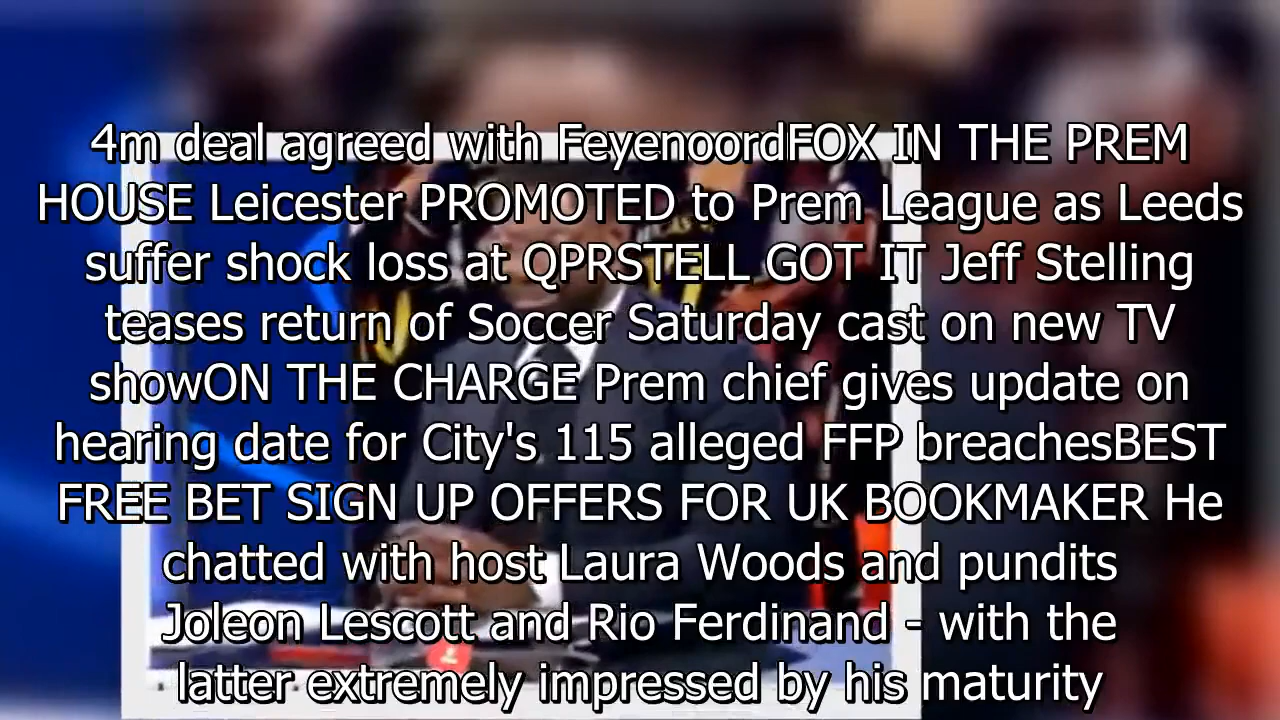 4m deal agreed with FeyenoordFOX IN THE PREM
HOUSE Leicester PROMOTED to Prem League as Leeds
suffer shock loss at QPRSTELL GOT IT Jeff Stelling
teases return of Soccer Saturday cast on new TV
showON THE CHARGE Prem chief gives update on
hearing date for City's 115 alleged FFP breachesBEST
FREE BET SIGN UP OFFERS FOR UK BOOKMAKER He
chatted with host Laura Woods and pundits
Joleon Lescott and Rio Ferdinand - with the
latter extremely impressed by his maturity